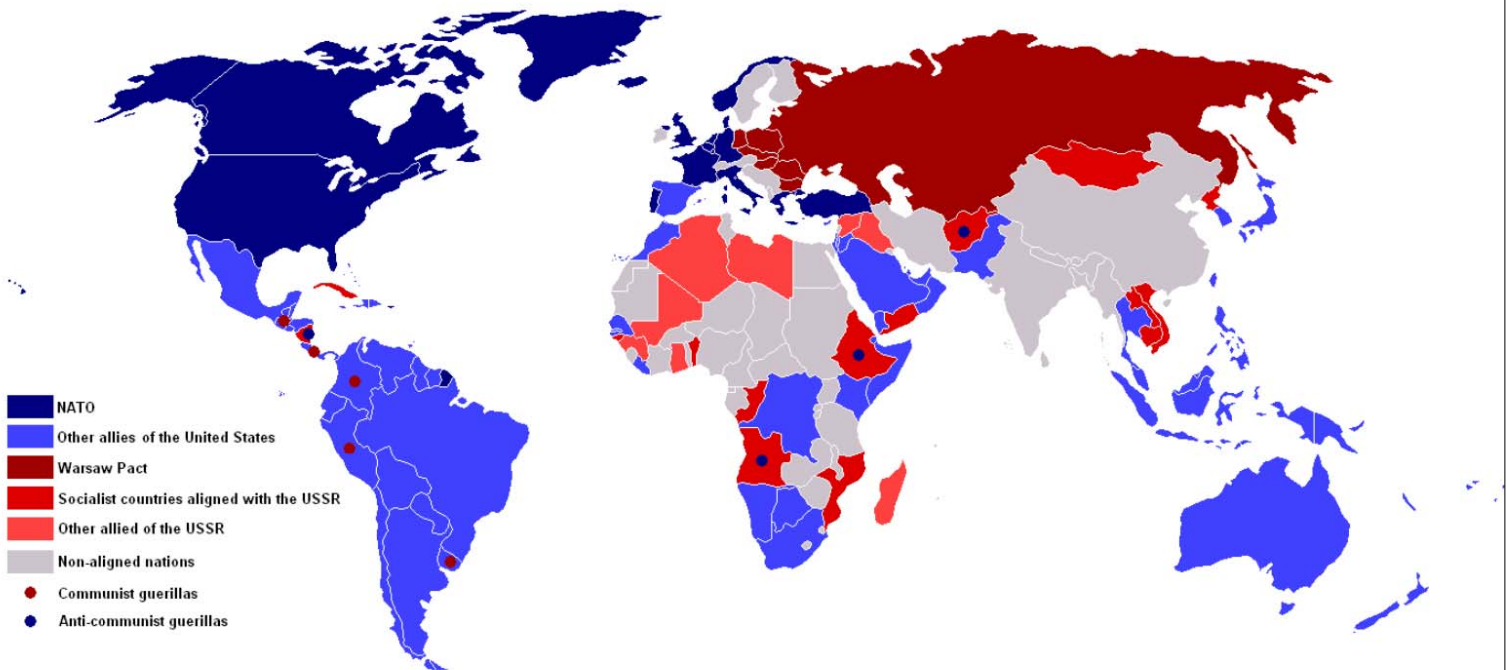 NATO
Other allies of the United States
Warsaw Pact
Socialist countries aligned with the USSR
Other allied of the USSR
Non-aligned nations
Communist guerillas
Anti-communist guerillas